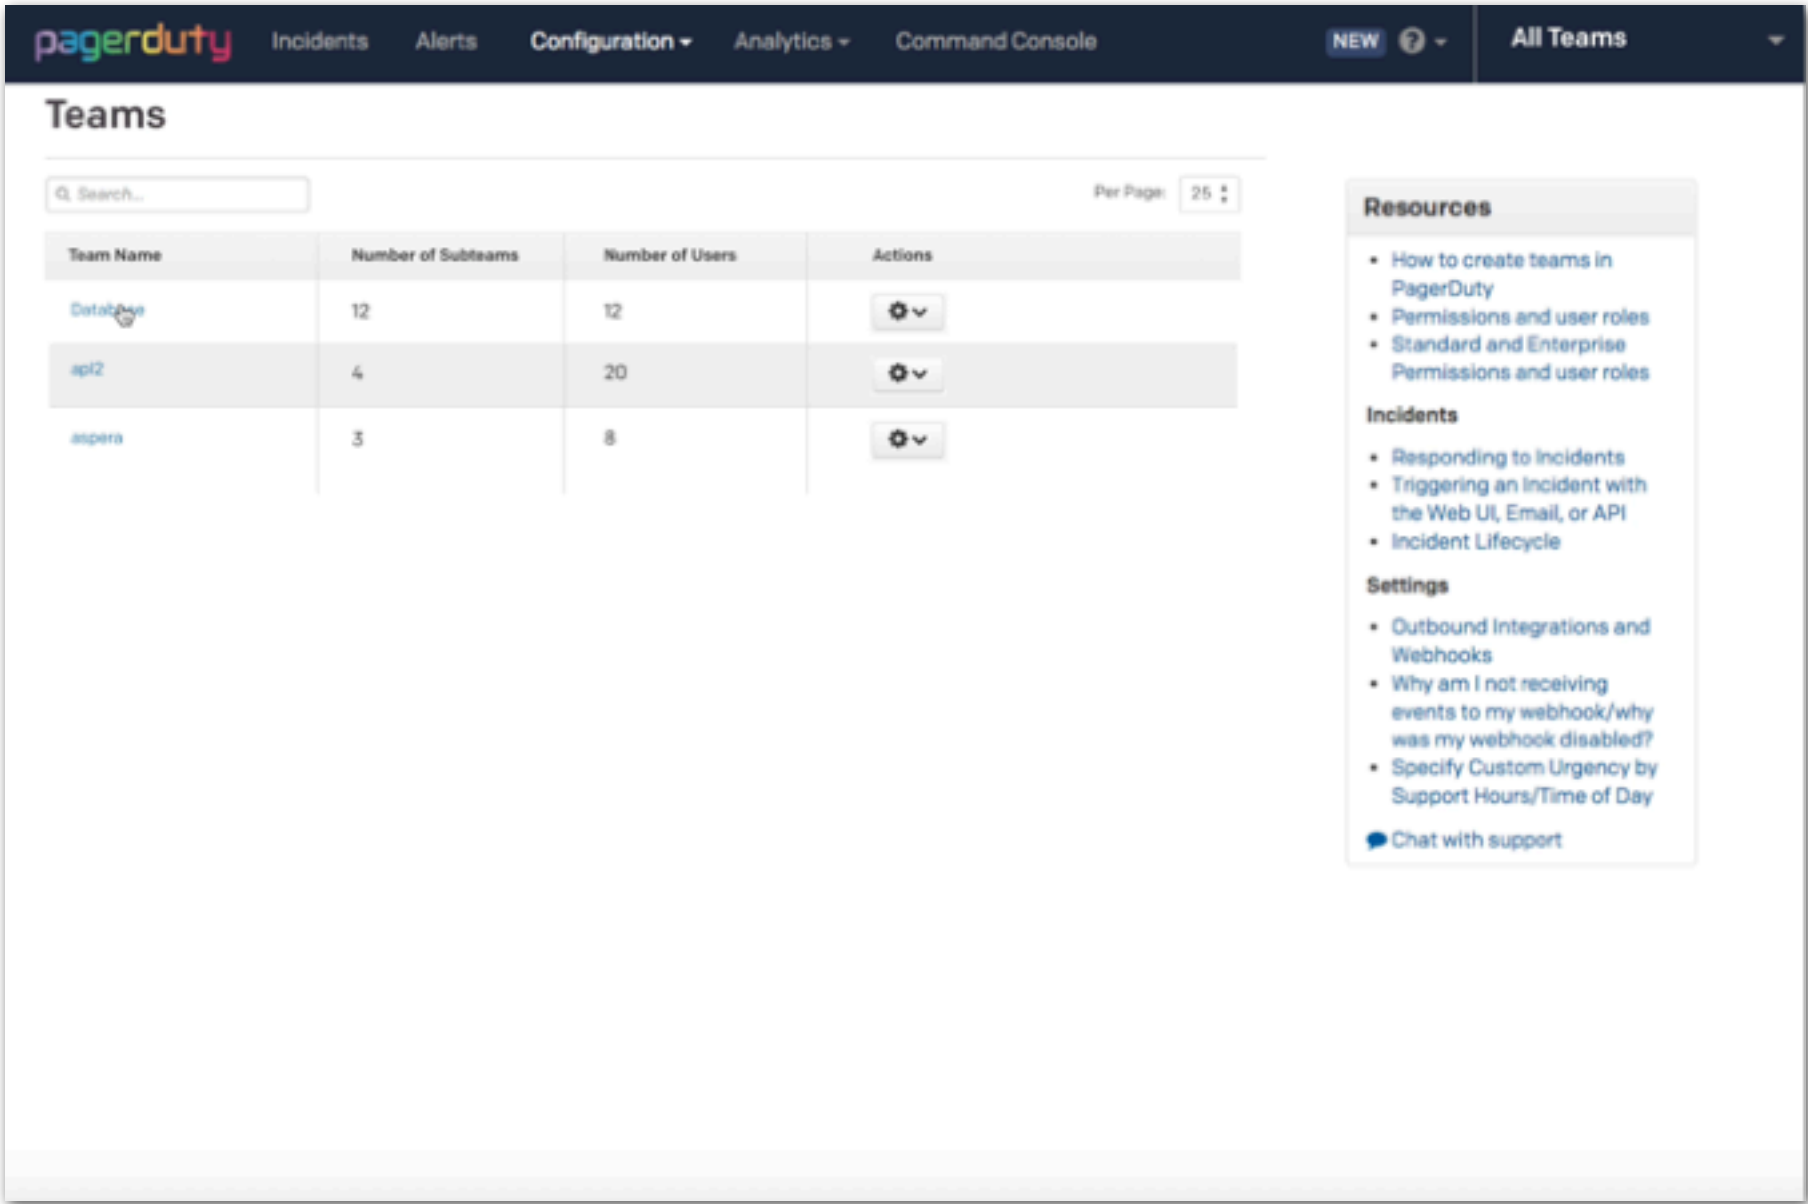 pagerduty Incidents Alerts Configuration Analytics Command Console NEW ? All Teams
Teams
Search...
Per Page: 25
Team Name Number of Subteams Number of Users Actions
Database 12 12
apl2 4 20
aspera 3 8
Resources
How to create teams in
PagerDuty
Permissions and user roles
Standard and Enterprise
Permissions and user roles
Incidents
Responding to Incidents
Triggering an Incident with
the Web UI, Email, or API
Incident Lifecycle
Settings
Outbound Integrations and
Webhooks
Why am I not receiving
events to my webhook/why
was my webhook disabled?
Specify Custom Urgency by
Support Hours/Time of Day
Chat with support